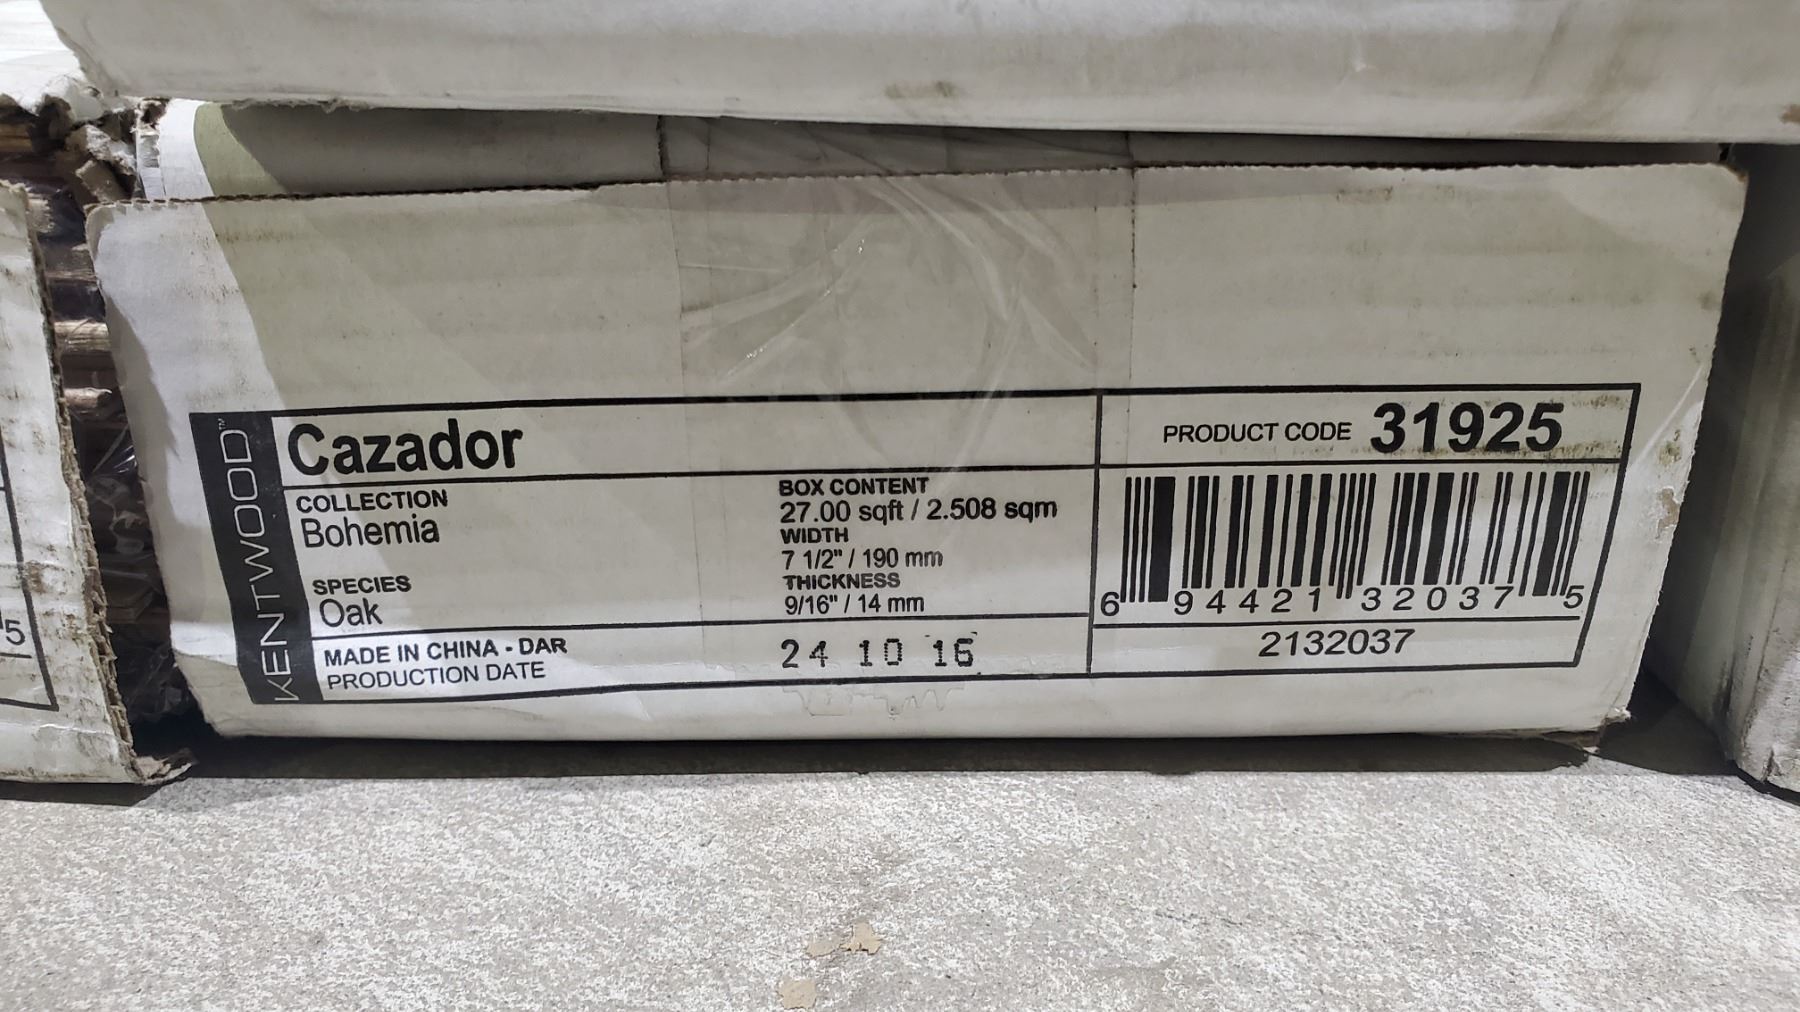 KENTWOOD™
Cazador
COLLECTION
Bohemia
SPECIES
Oak
BOX CONTENT
27.00 sqft / 2.508 sqm
WIDTH
7 1/2" / 190 mm
THICKNESS
9/16" / 14 mm
MADE IN CHINA - DAR
PRODUCTION DATE
24 10 16
PRODUCT CODE 31925
6 94421 32037 5
2132037
5